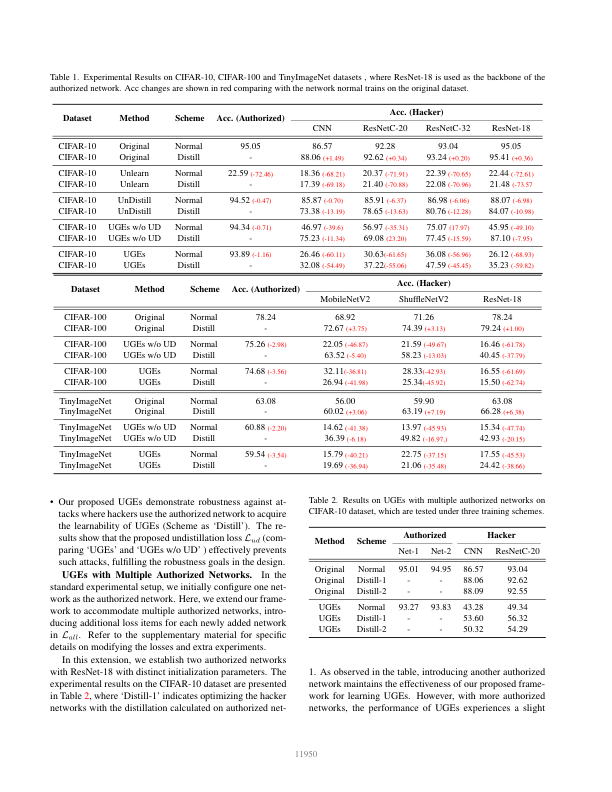 Table 1. Experimental Results on CIFAR-10, CIFAR-100 and TinyImageNet datasets , where ResNet-18 is used as the backbone of the
authorized network. Acc changes are shown in red comparing with the network normal trains on the original dataset.
Dataset Method Scheme Acc. (Authorized) Acc. (Hacker)
CNN ResNetC-20 ResNetC-32 ResNet-18
CIFAR-10 Original Normal 95.05 86.57 92.28 93.04 95.05
CIFAR-10 Original Distill - 88.06 (+1.49) 92.62 (+0.34) 93.24 (+0.20) 95.41 (+0.36)
CIFAR-10 Unlearn Normal 22.59 (-72.46) 18.36 (-68.21) 20.37 (-71.91) 22.39 (-70.65) 22.44 (-72.61)
CIFAR-10 Unlearn Distill - 17.39 (-69.18) 21.40 (-70.88) 22.08 (-70.96) 21.48 (-73.57
CIFAR-10 UnDistill Normal 94.52 (-0.47) 85.87 (-0.70) 85.91 (-6.37) 86.98 (-6.06) 88.07 (-6.98)
CIFAR-10 UnDistill Distill - 73.38 (-13.19) 78.65 (-13.63) 80.76 (-12.28) 84.07 (-10.98)
CIFAR-10 UGEs w/o UD Normal 94.34 (-0.71) 46.97 (-39.6) 56.97 (-35.31) 75.07 (17.97) 45.95 (-49.10)
CIFAR-10 UGEs w/o UD Distill - 75.23 (-11.34) 69.08 (23.20) 77.45 (-15.59) 87.10 (-7.95)
CIFAR-10 UGEs Normal 93.89 (-1.16) 26.46 (-60.11) 30.63(-61.65) 36.08 (-56.96) 26.12 (-68.93)
CIFAR-10 UGEs Distill - 32.08 (-54.49) 37.22(-55.06) 47.59 (-45.45) 35.23 (-59.82)
Dataset Method Scheme Acc. (Authorized) Acc. (Hacker)
MobileNetV2 ShuffleNetV2 ResNet-18
CIFAR-100 Original Normal 78.24 68.92 71.26 78.24
CIFAR-100 Original Distill - 72.67 (+3.75) 74.39 (+3.13) 79.24 (+1.00)
CIFAR-100 UGEs w/o UD Normal 75.26 (-2.98) 22.05 (-46.87) 21.59 (-49.67) 16.46 (-61.78)
CIFAR-100 UGEs w/o UD Distill - 63.52 (-5.40) 58.23 (-13.03) 40.45 (-37.79)
CIFAR-100 UGEs Normal 74.68 (-3.56) 32.11(-36.81) 28.33(-42.93) 16.55 (-61.69)
CIFAR-100 UGEs Distill - 26.94 (-41.98) 25.34(-45.92) 15.50 (-62.74)
TinyImageNet Original Normal 63.08 56.00 59.90 63.08
TinyImageNet Original Distill - 60.02 (+3.06) 63.19 (+7.19) 66.28 (+6.38)
TinyImageNet UGEs w/o UD Normal 60.88 (-2.20) 14.62 (-41.38) 13.97 (-45.93) 15.34 (-47.74)
TinyImageNet UGEs w/o UD Distill - 36.39 (-6.18) 49.82 (-16.97,) 42.93 (-20.15)
TinyImageNet UGEs Normal 59.54 (-3.54) 15.79 (-40.21) 22.75 (-37.15) 17.55 (-45.53)
TinyImageNet UGEs Distill - 19.69 (-36.94) 21.06 (-35.48) 24.42 (-38.66)
• Our proposed UGEs demonstrate robustness against at-
tacks where hackers use the authorized network to acquire
the learnability of UGEs (Scheme as ‘Distill’). The re-
sults show that the proposed undistillation loss L_ud (com-
paring ‘UGEs’ and ‘UGEs w/o UD’ ) effectively prevents
such attacks, fulfilling the robustness goals in the design.
UGEs with Multiple Authorized Networks. In the
standard experimental setup, we initially configure one net-
work as the authorized network. Here, we extend our frame-
work to accommodate multiple authorized networks, intro-
ducing additional loss items for each newly added network
in L_all. Refer to the supplementary material for specific
details on modifying the losses and extra experiments.
In this extension, we establish two authorized networks
with ResNet-18 with distinct initialization parameters. The
experimental results on the CIFAR-10 dataset are presented
in Table 2, where ‘Distill-1’ indicates optimizing the hacker
networks with the distillation calculated on authorized net-
Table 2. Results on UGEs with multiple authorized networks on
CIFAR-10 dataset, which are tested under three training schemes.
Method Scheme Authorized Hacker
Net-1 Net-2 CNN ResNetC-20
Original Normal 95.01 94.95 86.57 93.04
Original Distill-1 - - 88.06 92.62
Original Distill-2 - - 88.09 92.55
UGEs Normal 93.27 93.83 43.28 49.34
UGEs Distill-1 - - 53.60 56.32
UGEs Distill-2 - - 50.32 54.29
1. As observed in the table, introducing another authorized
network maintains the effectiveness of our proposed frame-
work for learning UGEs. However, with more authorized
networks, the performance of UGEs experiences a slight
11950